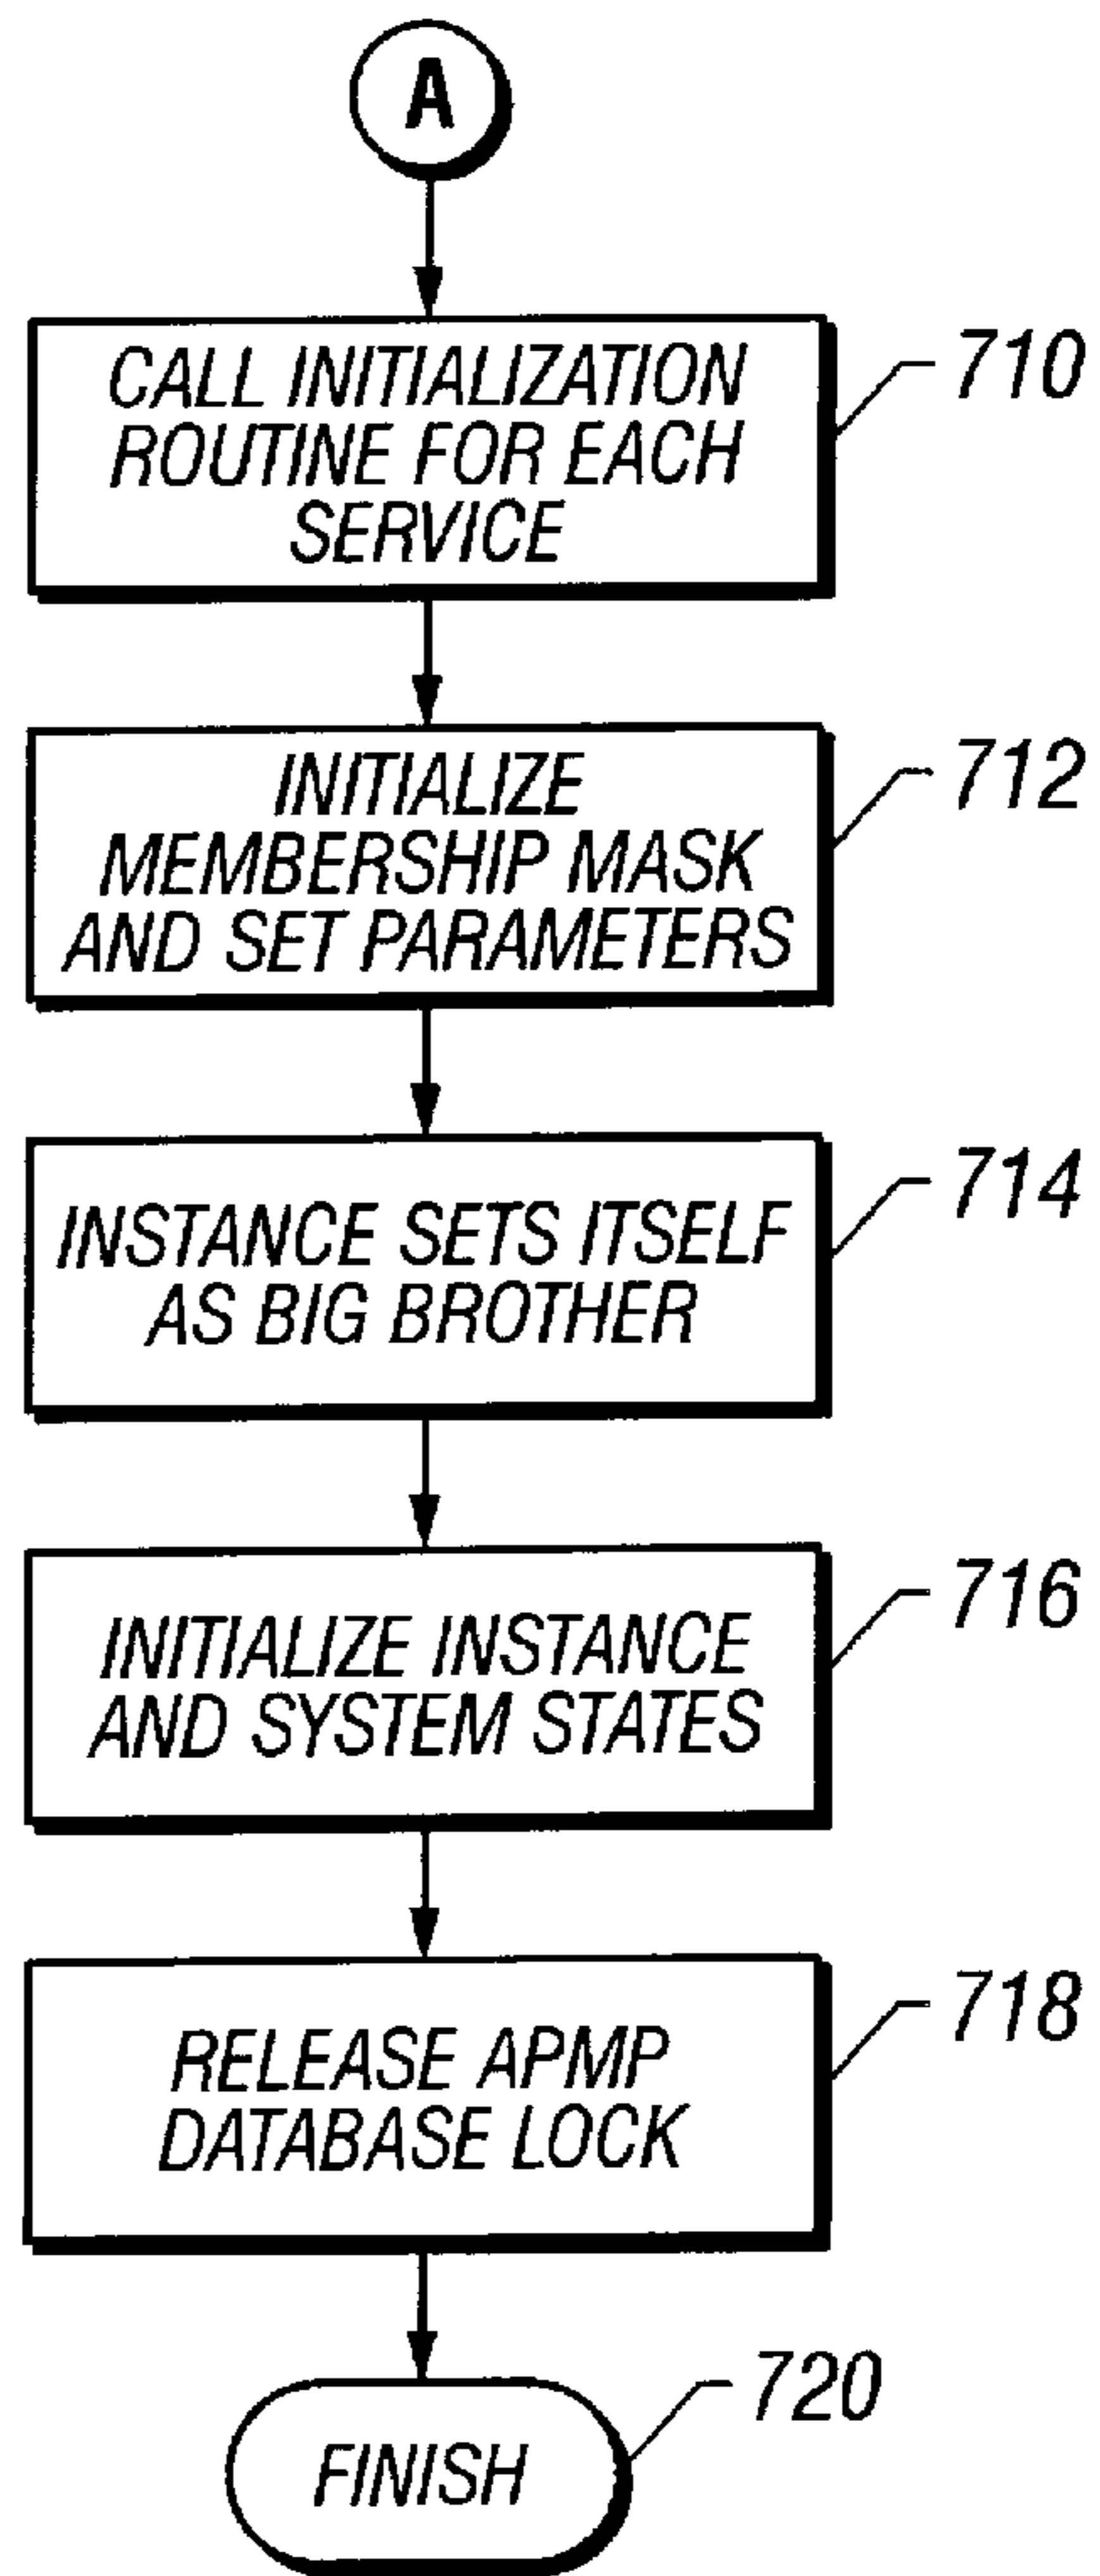 A
CALL INITIALIZATION
ROUTINE FOR EACH
SERVICE
710
INITIALIZE
MEMBERSHIP MASK
AND SET PARAMETERS
712
INSTANCE SETS ITSELF
AS BIG BROTHER
714
INITIALIZE INSTANCE
AND SYSTEM STATES
716
RELEASE APMP
DATABASE LOCK
718
FINISH
720